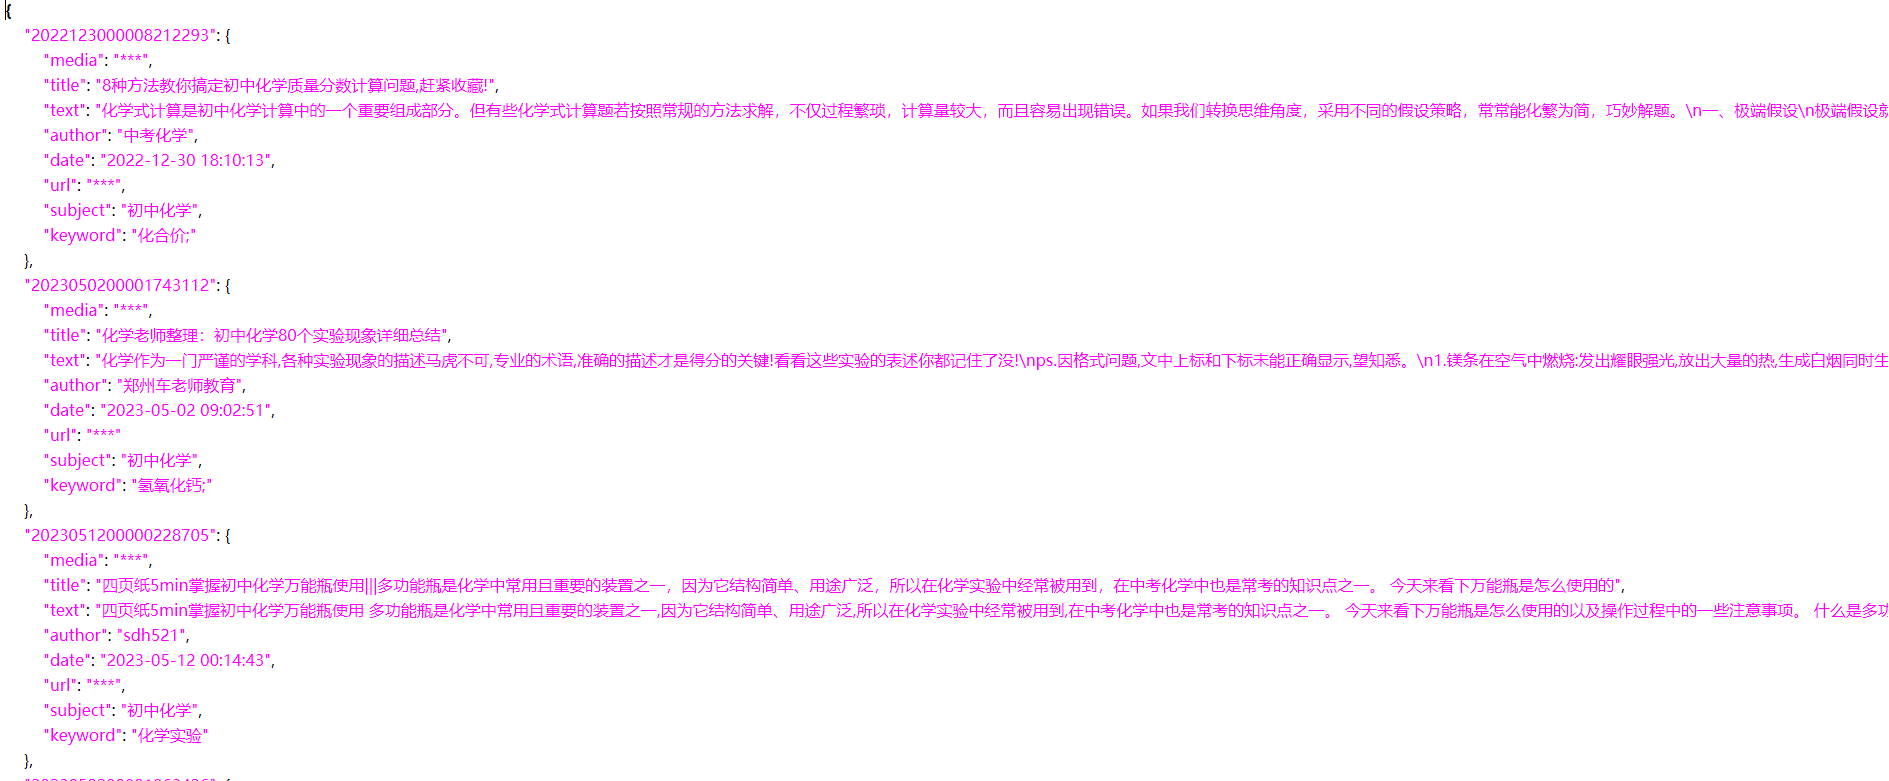 {
"2022123000008212293": {
"media": "***",
"title": "8种方法教你搞定初中化学质量分数计算问题,赶紧收藏!",
"text": "化学式计算是初中化学计算中的一个重要组成部分。但有些化学式计算题若按照常规的方法求解，不仅过程繁琐，计算量较大，而且容易出现错误。如果我们转换思维角度，采用不同的假设策略，常常能化繁为简，巧妙解题。\n一、极端假设\n极端假设就
"author": "中考化学",
"date": "2022-12-30 18:10:13",
"url": "***",
"subject": "初中化学",
"keyword": "化合价;"
},
"2023050200001743112": {
"media": "***",
"title": "化学老师整理：初中化学80个实验现象详细总结",
"text": "化学作为一门严谨的学科,各种实验现象的描述马虎不可,专业的术语,准确的描述才是得分的关键!看看这些实验的表述你都记住了没!\nps.因格式问题,文中上标和下标未能正确显示,望知悉。\n1.镁条在空气中燃烧:发出耀眼强光,放出大量的热,生成白烟同时生
"author": "郑州车老师教育",
"date": "2023-05-02 09:02:51",
"url": "***"
"subject": "初中化学",
"keyword": "氢氧化钙;"
},
"2023051200000228705": {
"media": "***",
"title": "四页纸5min掌握初中化学万能瓶使用|||多功能瓶是化学中常用且重要的装置之一，因为它结构简单、用途广泛，所以在化学实验中经常被用到，在中考化学中也是常考的知识点之一。 今天来看下万能瓶是怎么使用的",
"text": "四页纸5min掌握初中化学万能瓶使用 多功能瓶是化学中常用且重要的装置之一,因为它结构简单、用途广泛,所以在化学实验中经常被用到,在中考化学中也是常考的知识点之一。 今天来看下万能瓶是怎么使用的以及操作过程中的一些注意事项。 什么是多功
"author": "sdh521",
"date": "2023-05-12 00:14:43",
"url": "***",
"subject": "初中化学",
"keyword": "化学实验"
},